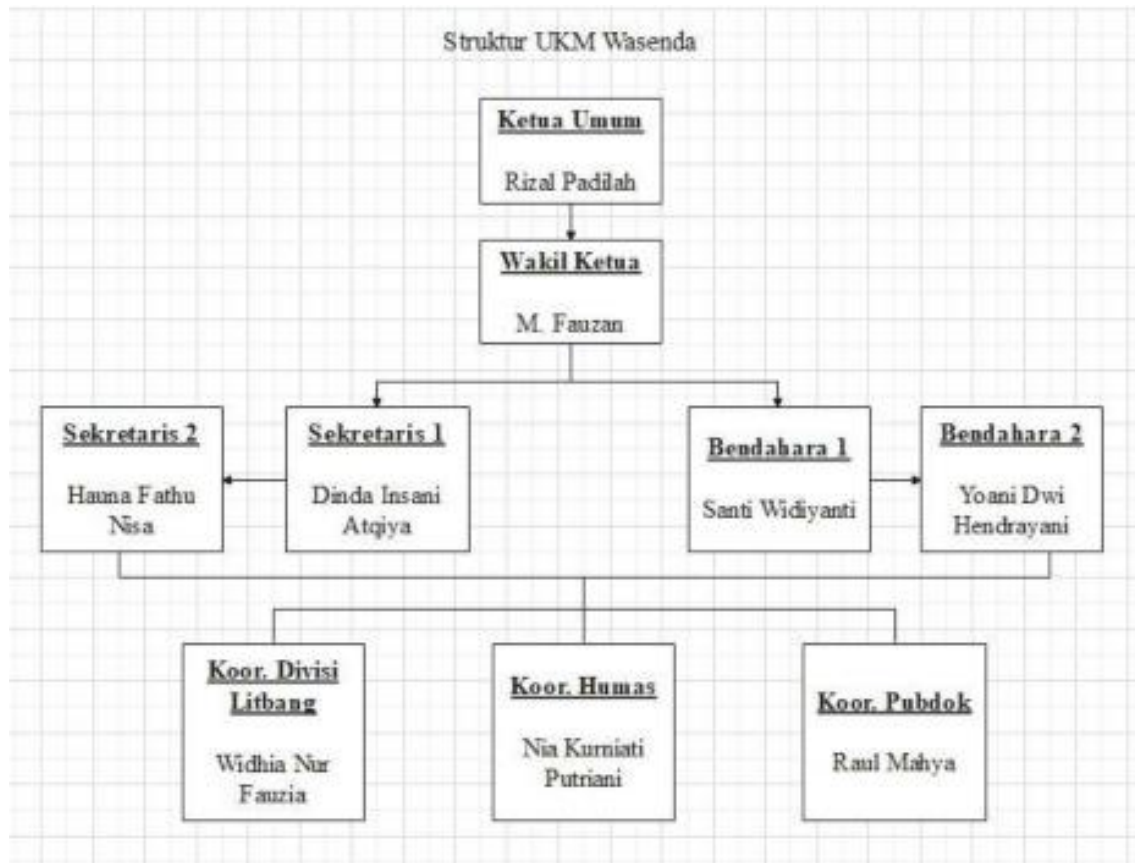 Struktur UKM Wasenda
Ketua Umum
Rizal Padilah
Wakil Ketua
M. Fauzan
Sekretaris 2
Hauna Fathu
Nisa
Sekretaris 1
Dinda Insani
Atqiya
Bendahara 1
Santi Widiyanti
Bendahara 2
Yoani Dwi
Hendrayani
Koor. Divisi
Litbang
Widhia Nur
Fauzia
Koor. Humas
Nia Kurniati
Putriani
Koor. Pubdok
Raul Mahya